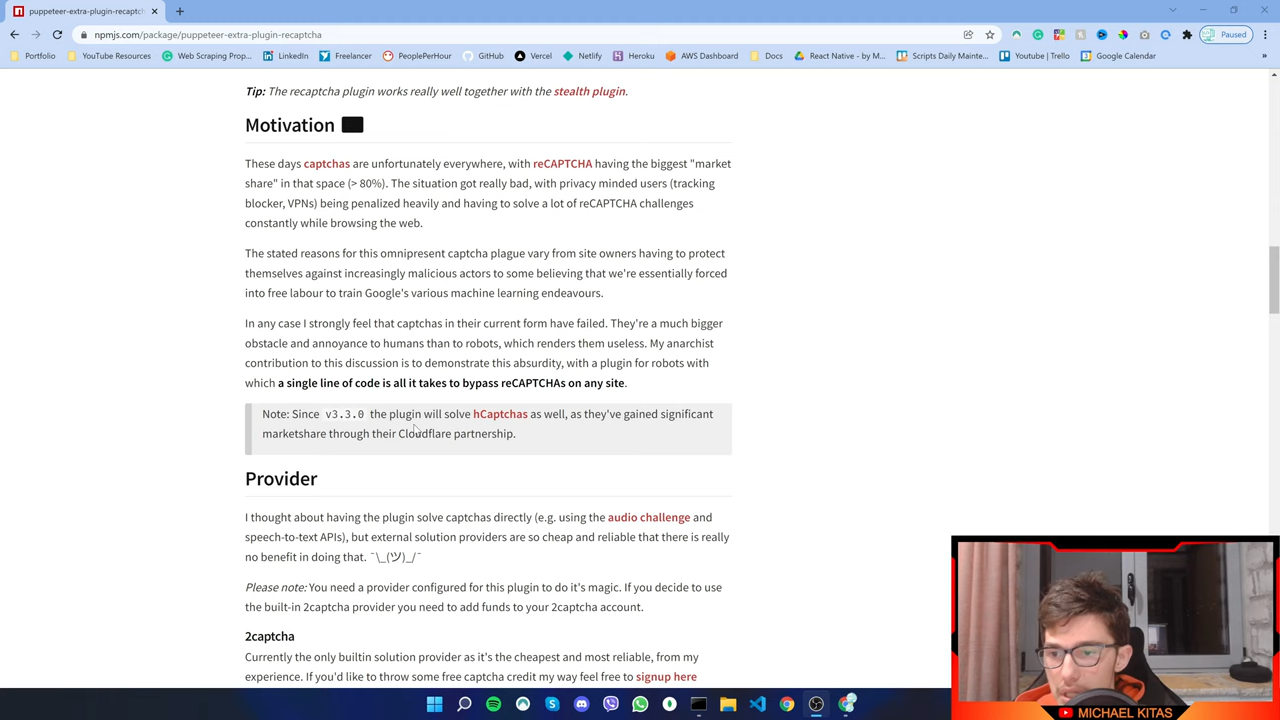 puppeteer-extra-plugin-recaptch
npmjs.com/package/puppeteer-extra-plugin-recaptcha
Paused
Portfolio
YouTube Resources
Web Scraping Prop...
LinkedIn
Freelancer
PeoplePerHour
GitHub
Vercel
Netlify
Heroku
AWS Dashboard
Docs
React Native - by M...
Scripts Daily Mainte...
Youtube | Trello
Google Calendar
»
Tip: The recaptcha plugin works really well together with the stealth plugin.
Motivation
These days captchas are unfortunately everywhere, with reCAPTCHA having the biggest "market
share" in that space (> 80%). The situation got really bad, with privacy minded users (tracking
blocker, VPNs) being penalized heavily and having to solve a lot of reCAPTCHA challenges
constantly while browsing the web.
The stated reasons for this omnipresent captcha plague vary from site owners having to protect
themselves against increasingly malicious actors to some believing that we're essentially forced
into free labour to train Google's various machine learning endeavours.
In any case I strongly feel that captchas in their current form have failed. They're a much bigger
obstacle and annoyance to humans than to robots, which renders them useless. My anarchist
contribution to this discussion is to demonstrate this absurdity, with a plugin for robots with
which a single line of code is all it takes to bypass reCAPTCHAs on any site.
Note: Since v3.3.0 the plugin will solve hCaptchas as well, as they've gained significant
marketshare through their Cloudflare partnership.
Provider
I thought about having the plugin solve captchas directly (e.g. using the audio challenge and
speech-to-text APIs), but external solution providers are so cheap and reliable that there is really
no benefit in doing that. ¯\_(ツ)_/¯
Please note: You need a provider configured for this plugin to do it's magic. If you decide to use
the built-in 2captcha provider you need to add funds to your 2captcha account.
2captcha
Currently the only builtin solution provider as it's the cheapest and most reliable, from my
experience. If you'd like to throw some free captcha credit my way feel free to signup here
MICHAEL KITAS